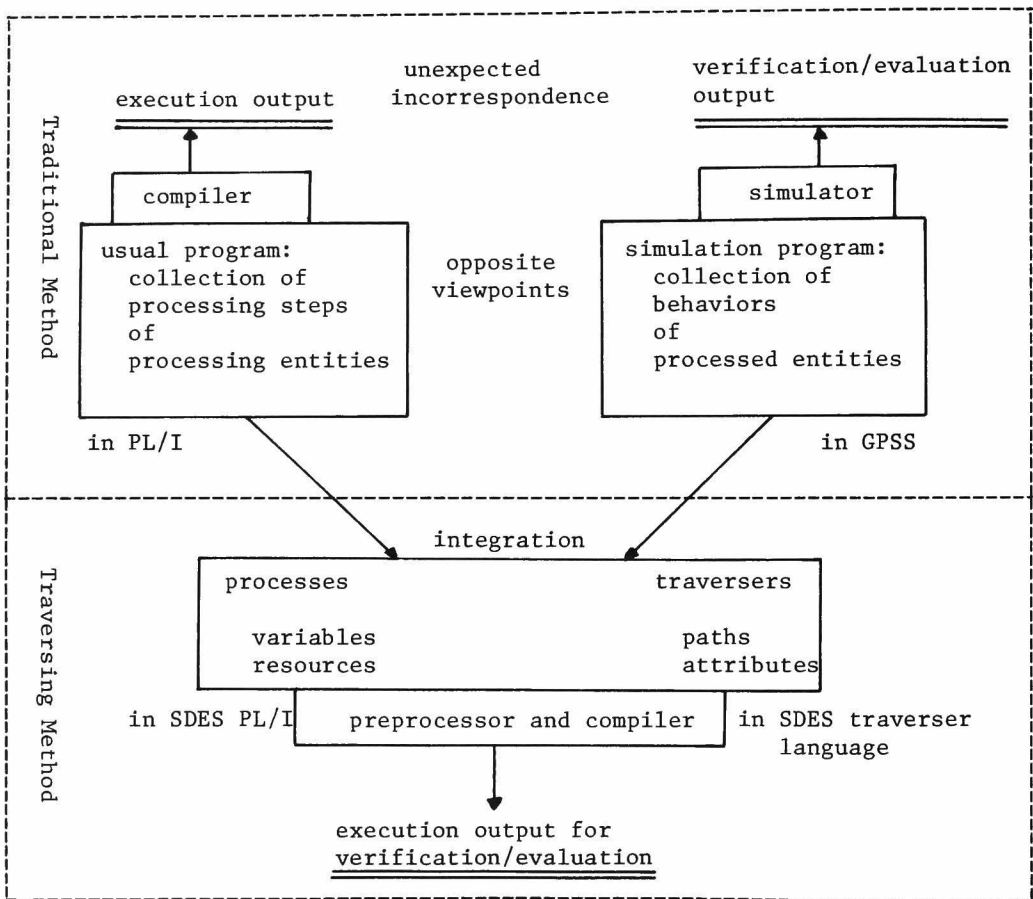 Traditional Method
unexpected
incorrespondence
execution output
verification/evaluation
output
compiler
simulator
usual program:
collection of
processing steps
of
processing entities
opposite
viewpoints
simulation program:
collection of
behaviors
of
processed entities
in PL/I
in GPSS
Traversing Method
integration
processes
traversers
variables
resources
paths
attributes
in SDES PL/I
preprocessor and compiler
in SDES traverser
language
execution output for
verification/evaluation